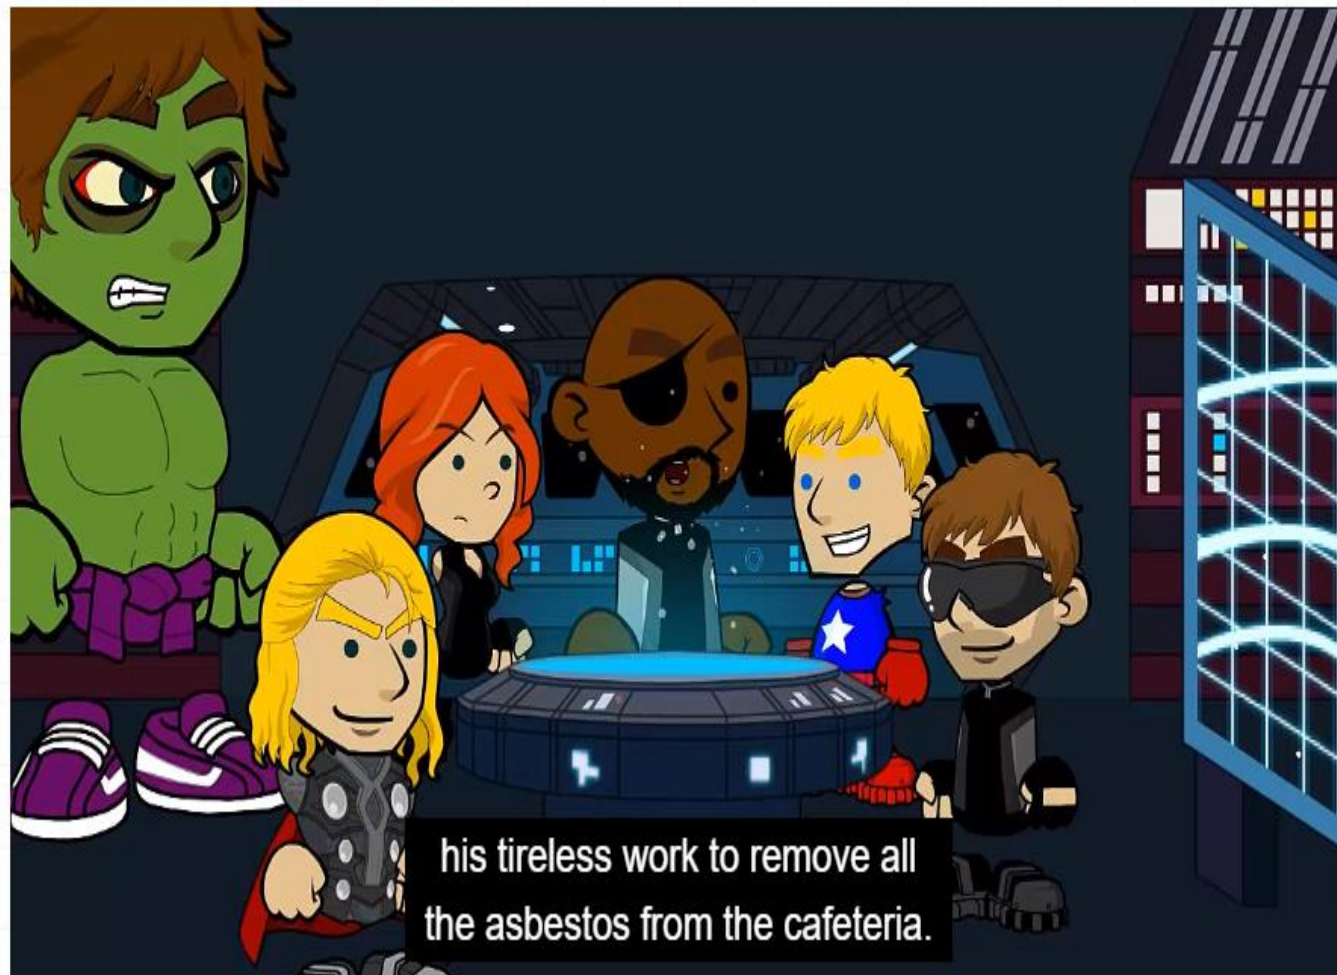 his tireless work to remove all
the asbestos from the cafeteria.